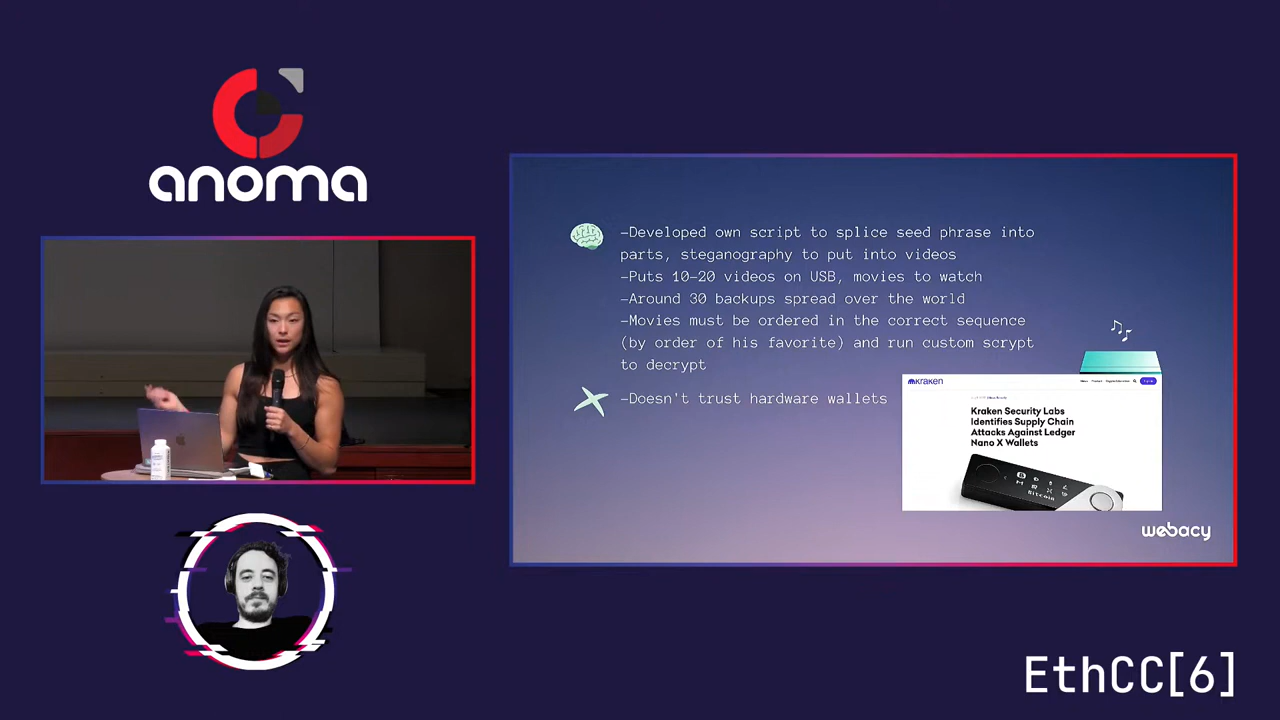 anoma
-Developed own script to splice seed phrase into
parts, steganography to put into videos
-Puts 10-20 videos on USB, movies to watch
-Around 30 backups spread over the world
-Movies must be ordered in the correct sequence
(by order of his favorite) and run custom scrypt
to decrypt
-Doesn't trust hardware wallets
Kraken
Kraken Security Labs
Identifies Supply Chain
Attacks Against Ledger
Nano X Wallets
Bitcoin
webacy
EthCC[6]